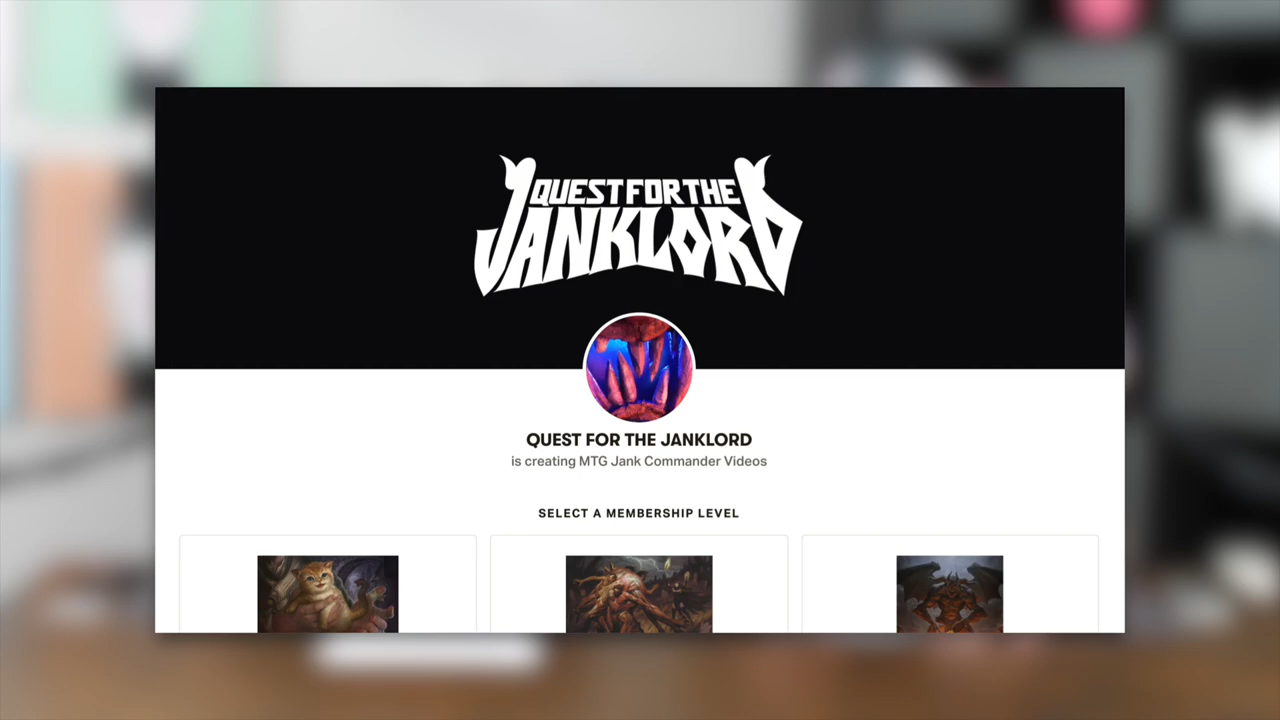 QUEST FOR THE
JANKLORD
QUEST FOR THE JANKLORD
is creating MTG Jank Commander Videos
SELECT A MEMBERSHIP LEVEL